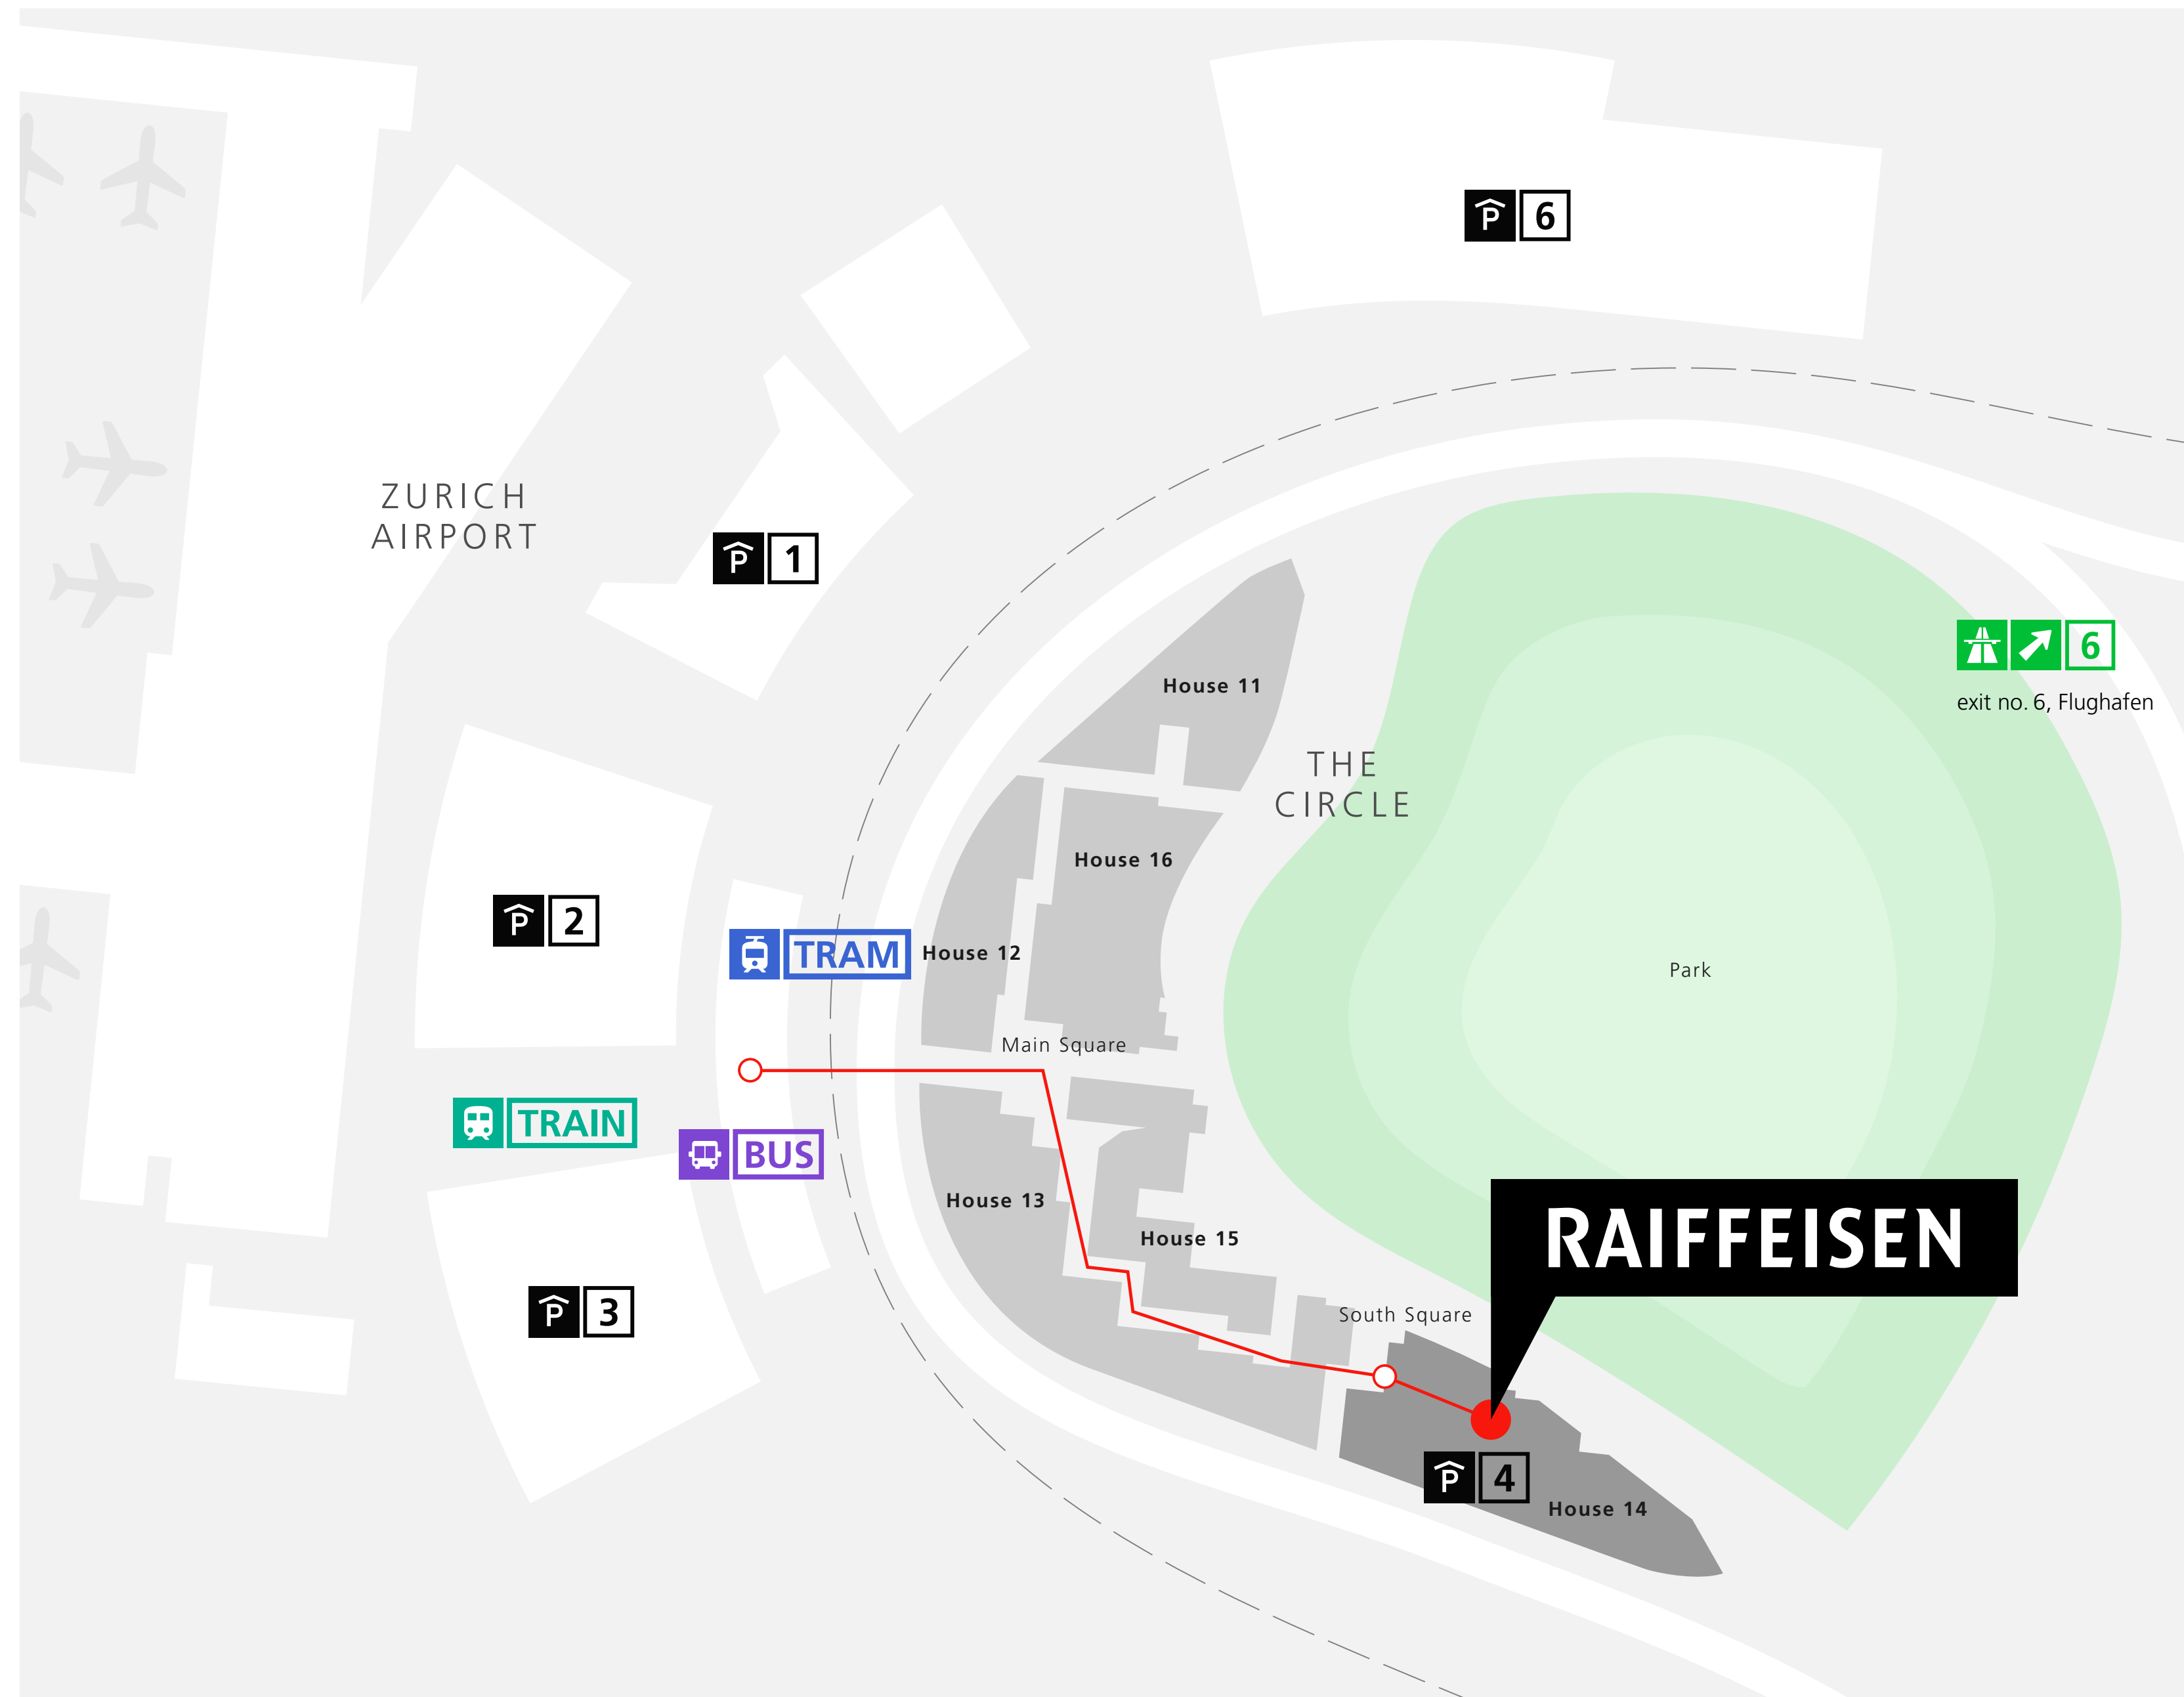 P 6
ZURICH
AIRPORT
P 1
6
exit no. 6, Flughafen
House 11
THE
CIRCLE
House 16
P 2
TRAM
House 12
Park
Main Square
TRAIN
BUS
House 13
RAIFFEISEN
House 15
P 3
South Square
P 4
House 14